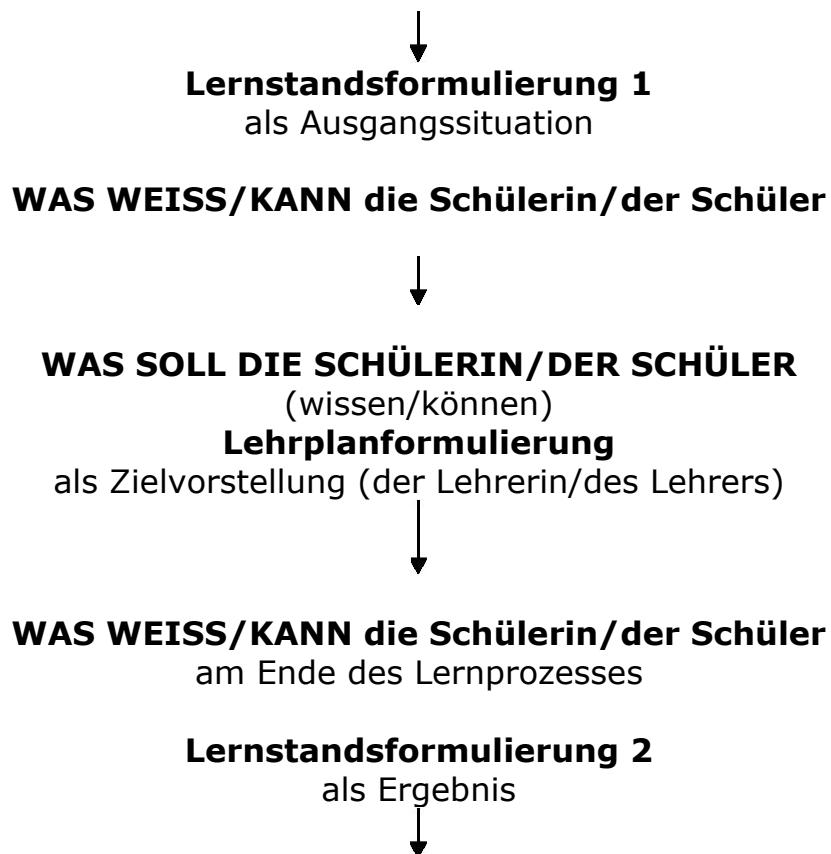 Lernstandsformulierung 1
als Ausgangssituation
WAS WEISS/KANN die Schülerin/der Schüler
WAS SOLL DIE SCHÜLERIN/DER SCHÜLER
(wissen/können)
Lehrplanformulierung
als Zielvorstellung (der Lehrerin/des Lehrers)
WAS WEISS/KANN die Schülerin/der Schüler
am Ende des Lernprozesses
Lernstandsformulierung 2
als Ergebnis